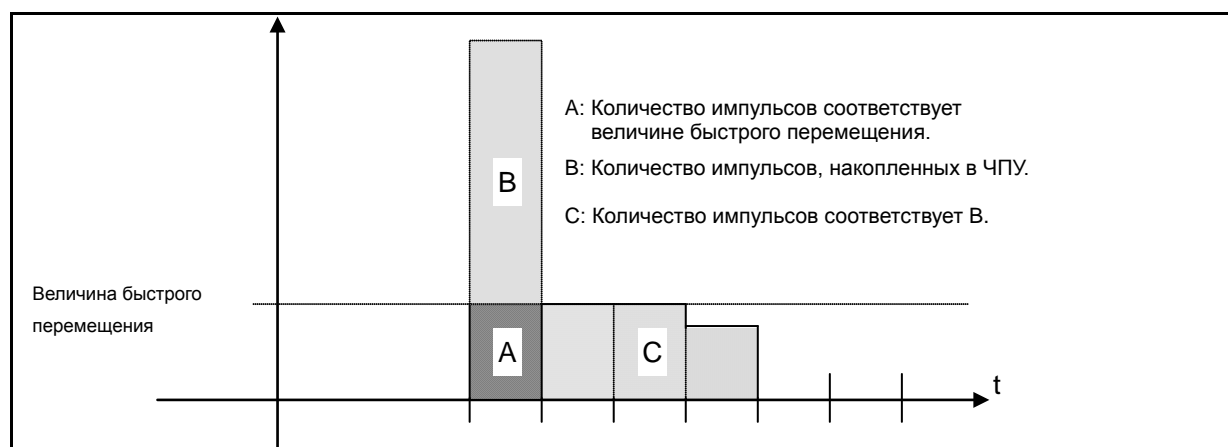 A: Количество импульсов соответствует
величине быстрого перемещения.
B
B: Количество импульсов, накопленных в ЧПУ.
C: Количество импульсов соответствует B.
Величина быстрого
перемещения
A
C
t